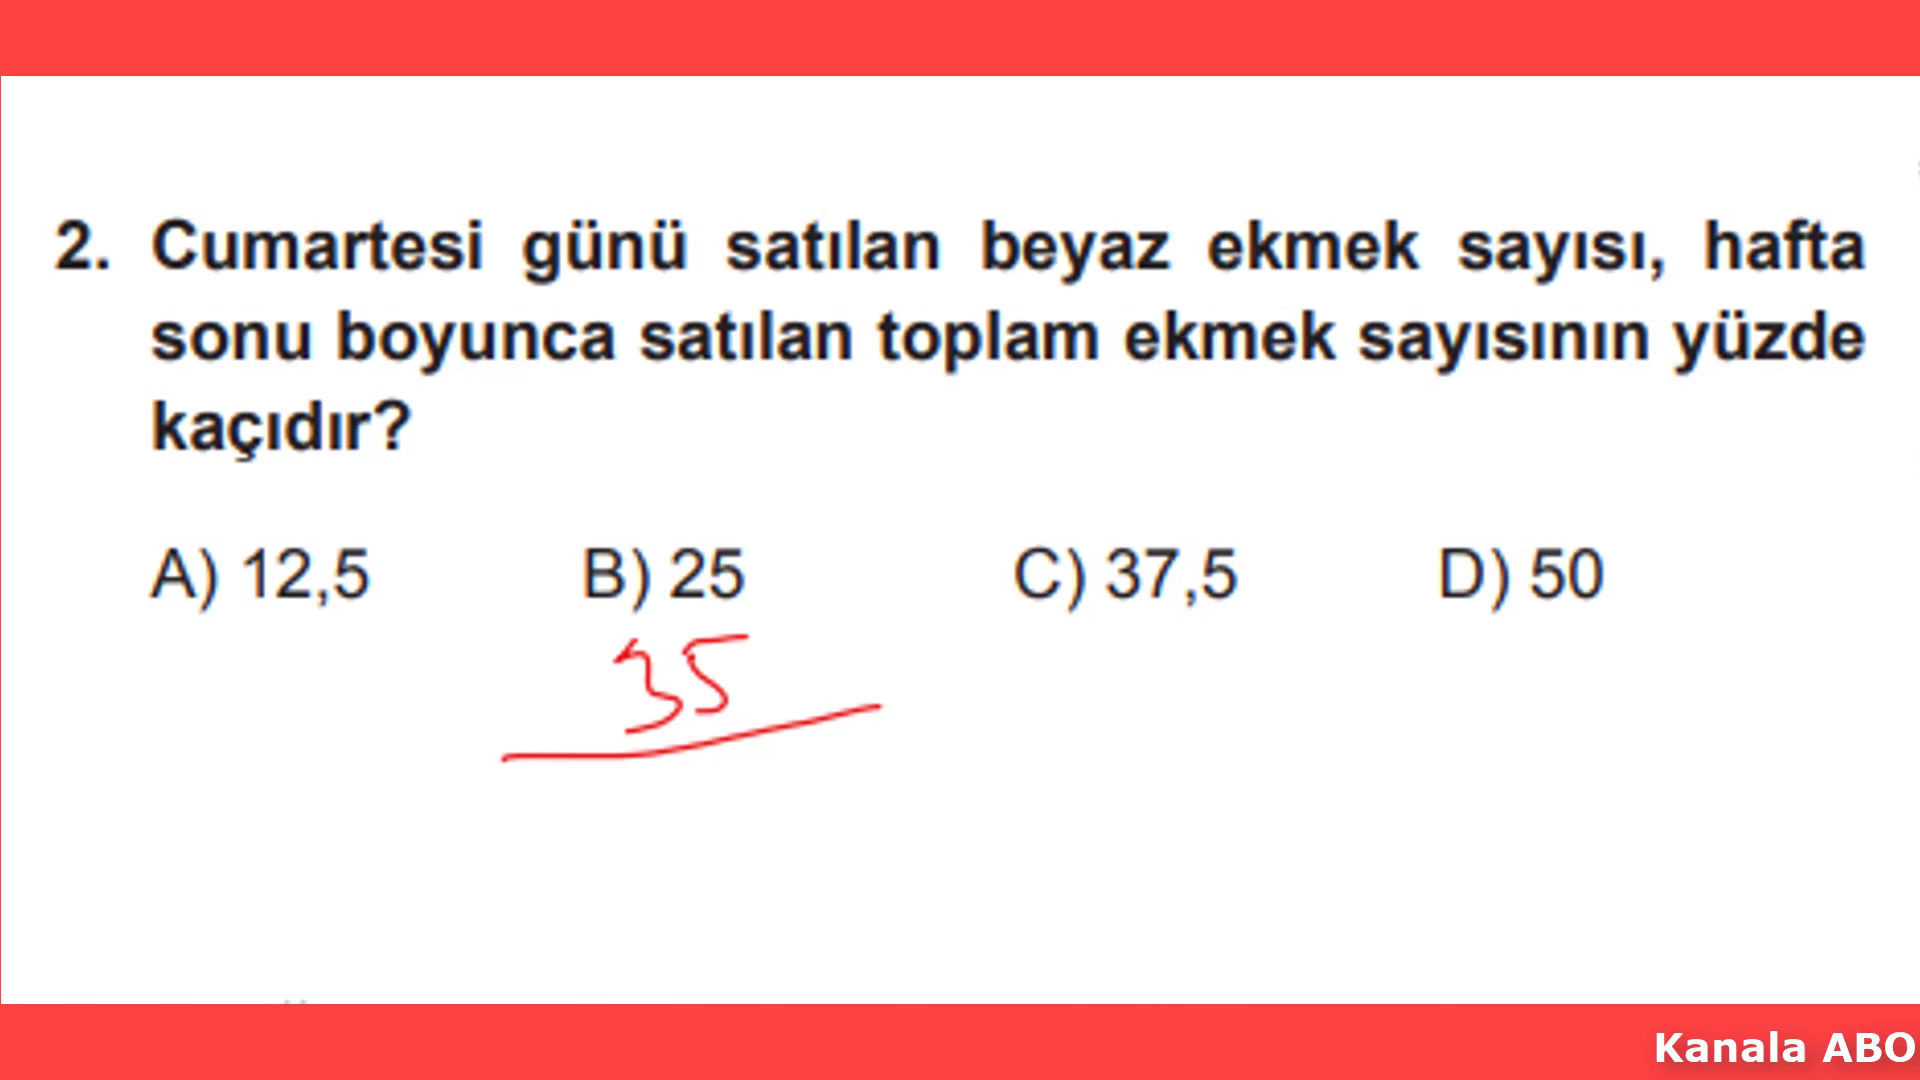 2. Cumartesi günü satılan beyaz ekmek sayısı, hafta
sonu boyunca satılan toplam ekmek sayısının yüzde
kaçıdır?
A) 12,5 B) 25 C) 37,5 D) 50
35
Kanala ABO